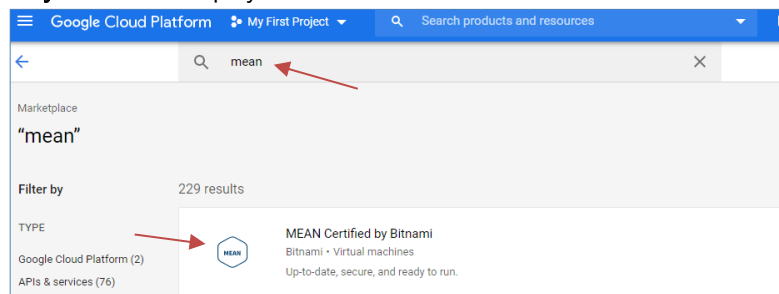 Google Cloud Platform My First Project Search products and resources
mean
Marketplace
"mean"
Filter by 229 results
TYPE
MEAN
MEAN Certified by Bitnami
Bitnami • Virtual machines
Google Cloud Platform (2)
Up-to-date, secure, and ready to run.
APIs & services (76)